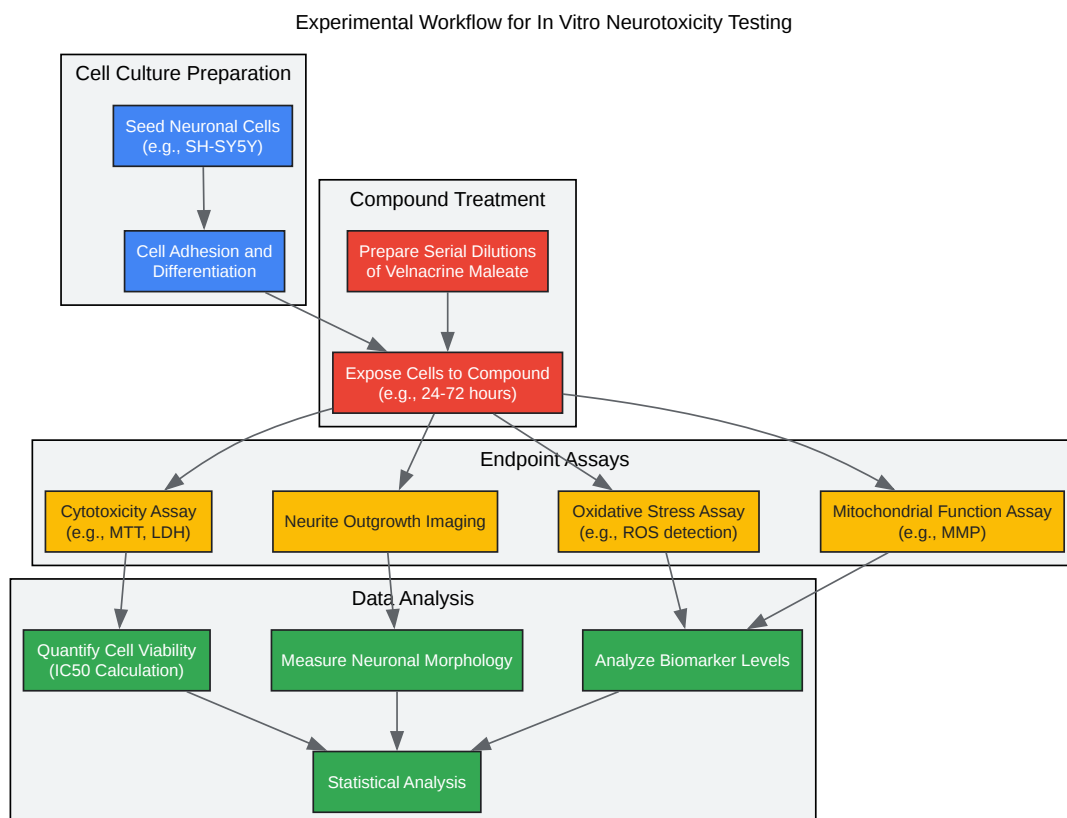 Experimental Workflow for In Vitro Neurotoxicity Testing
Cell Culture Preparation
Seed Neuronal Cells
(e.g., SH-SY5Y)
Cell Adhesion and
Differentiation
Compound Treatment
Prepare Serial Dilutions
of Velnacrine Maleate
Expose Cells to Compound
(e.g., 24-72 hours)
Endpoint Assays
Cytotoxicity Assay
(e.g., MTT, LDH)
Neurite Outgrowth Imaging
Oxidative Stress Assay
(e.g., ROS detection)
Mitochondrial Function Assay
(e.g., MMP)
Data Analysis
Quantify Cell Viability
(IC50 Calculation)
Measure Neuronal Morphology
Analyze Biomarker Levels
Statistical Analysis